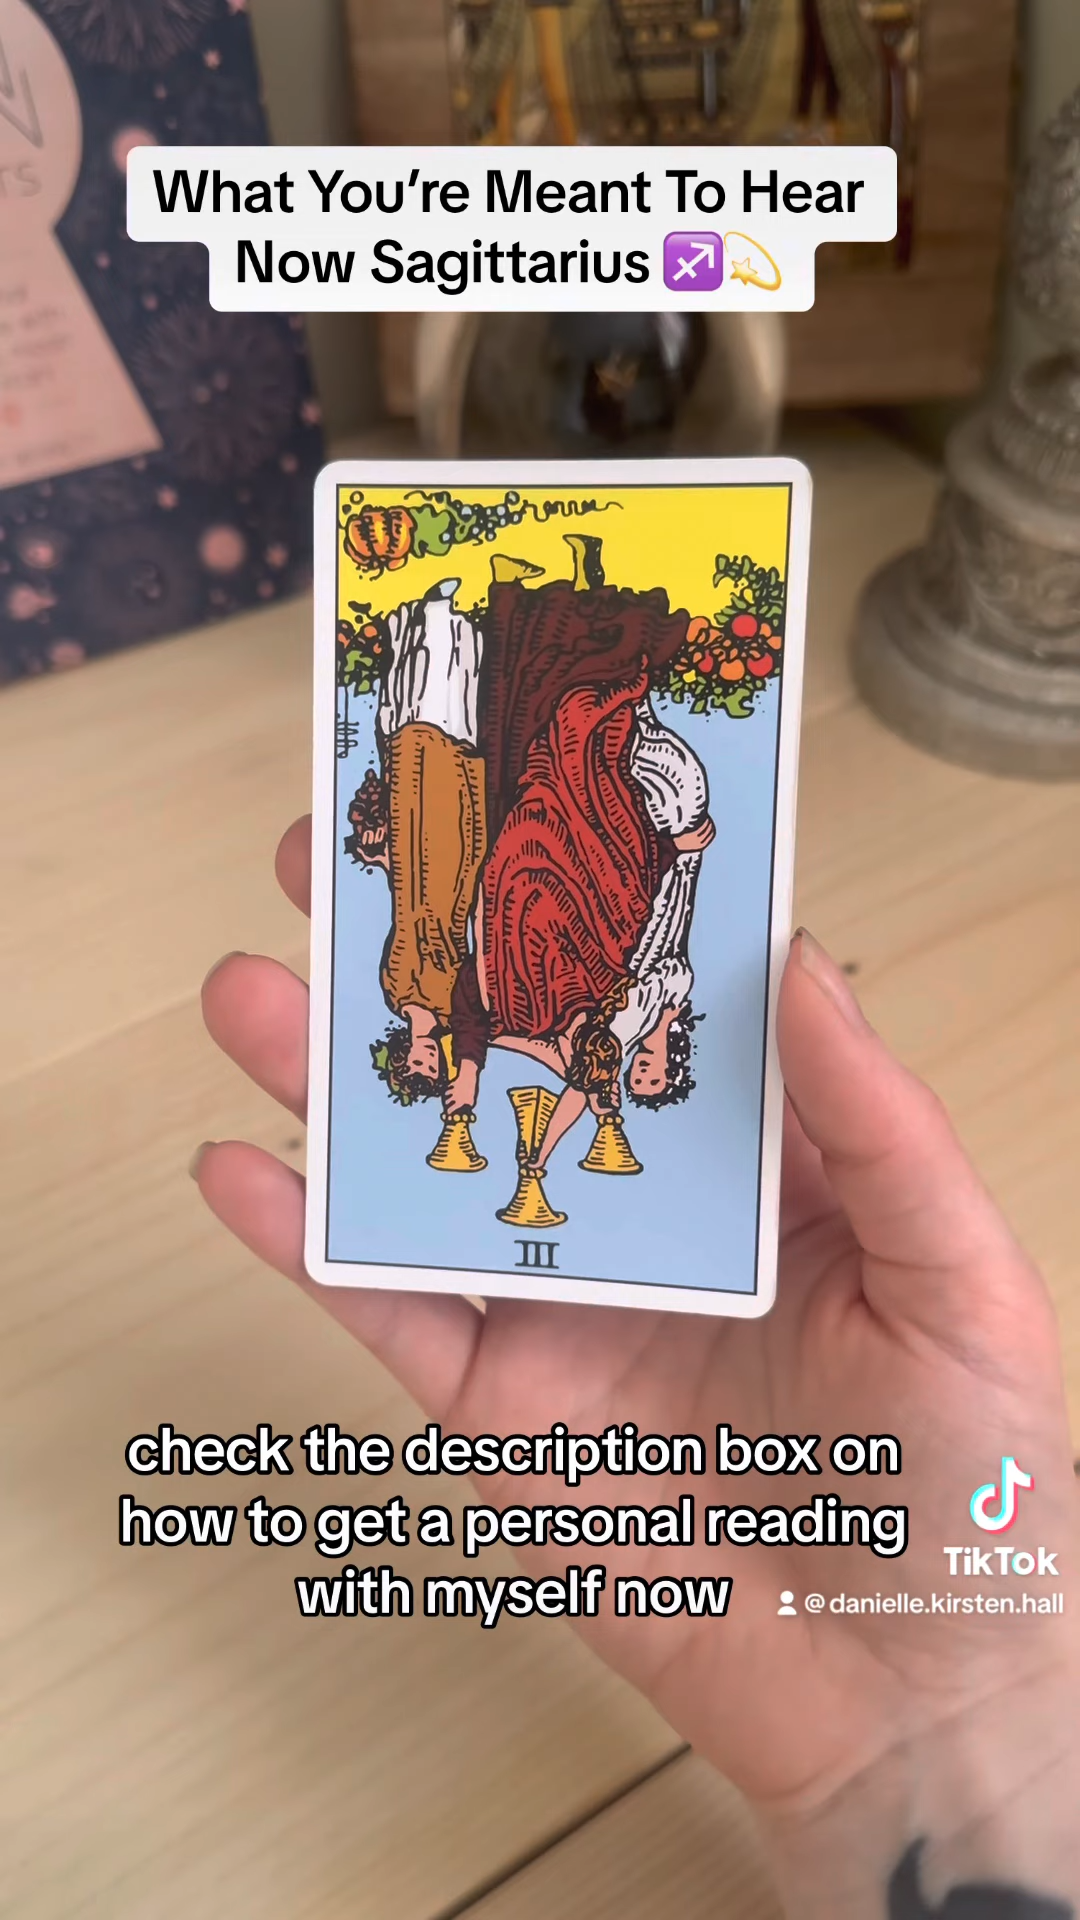 What You're Meant To Hear
Now Sagittarius ♐💫
III
check the description box on
how to get a personal reading
with myself now
TikTok
@danielle.kirsten.hall